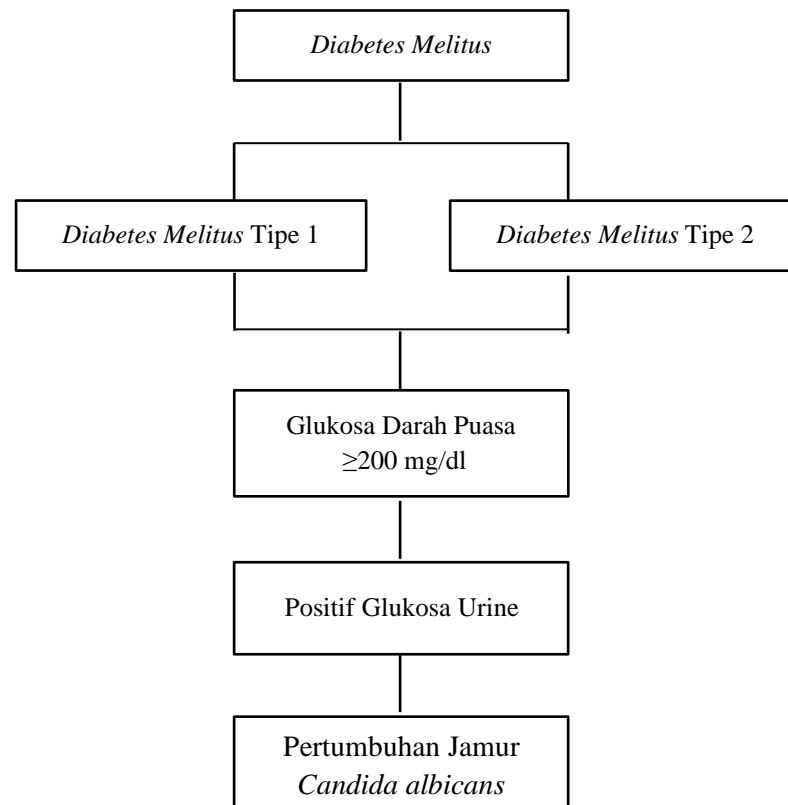 Diabetes Melitus
Diabetes Melitus Tipe 1
Diabetes Melitus Tipe 2
Glukosa Darah Puasa
≥200 mg/dl
Positif Glukosa Urine
Pertumbuhan Jamur
Candida albicans